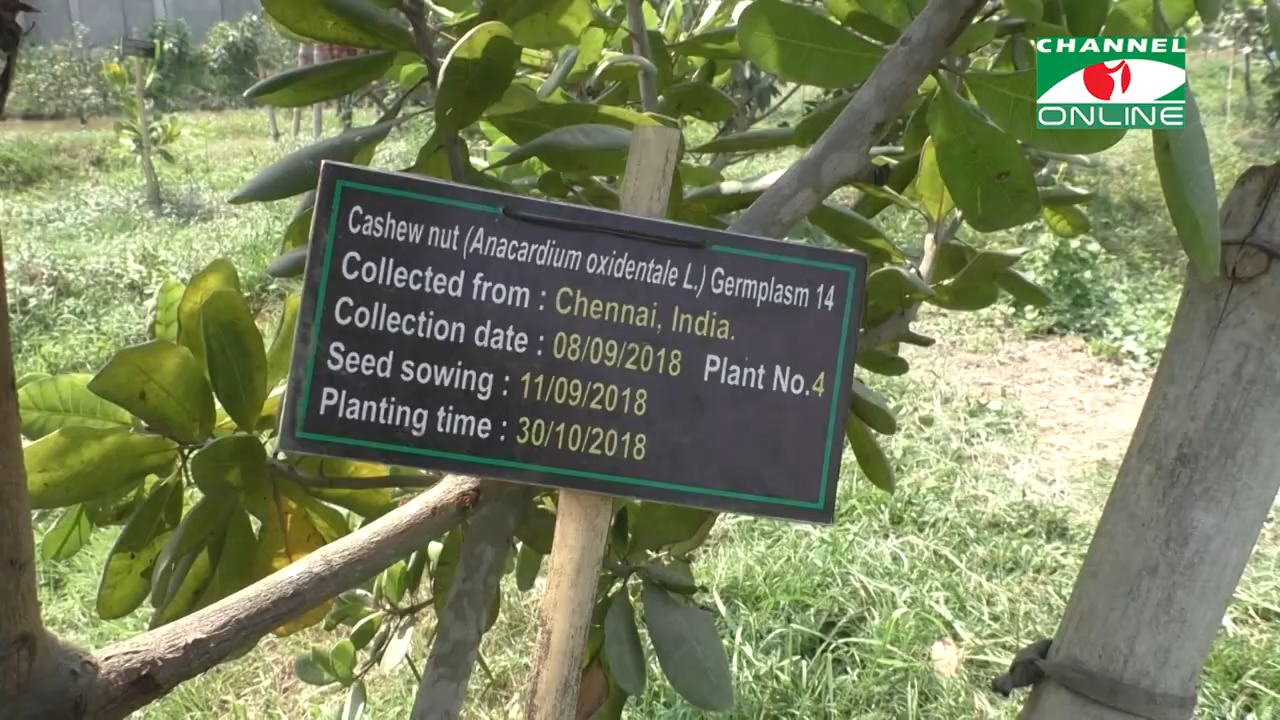 CHANNEL
ONLINE
Cashew nut (Anacardium oxidentale L.) Germplasm 14
Collected from : Chennai, India.
Collection date : 08/09/2018 Plant No.4
Seed sowing : 11/09/2018
Planting time : 30/10/2018